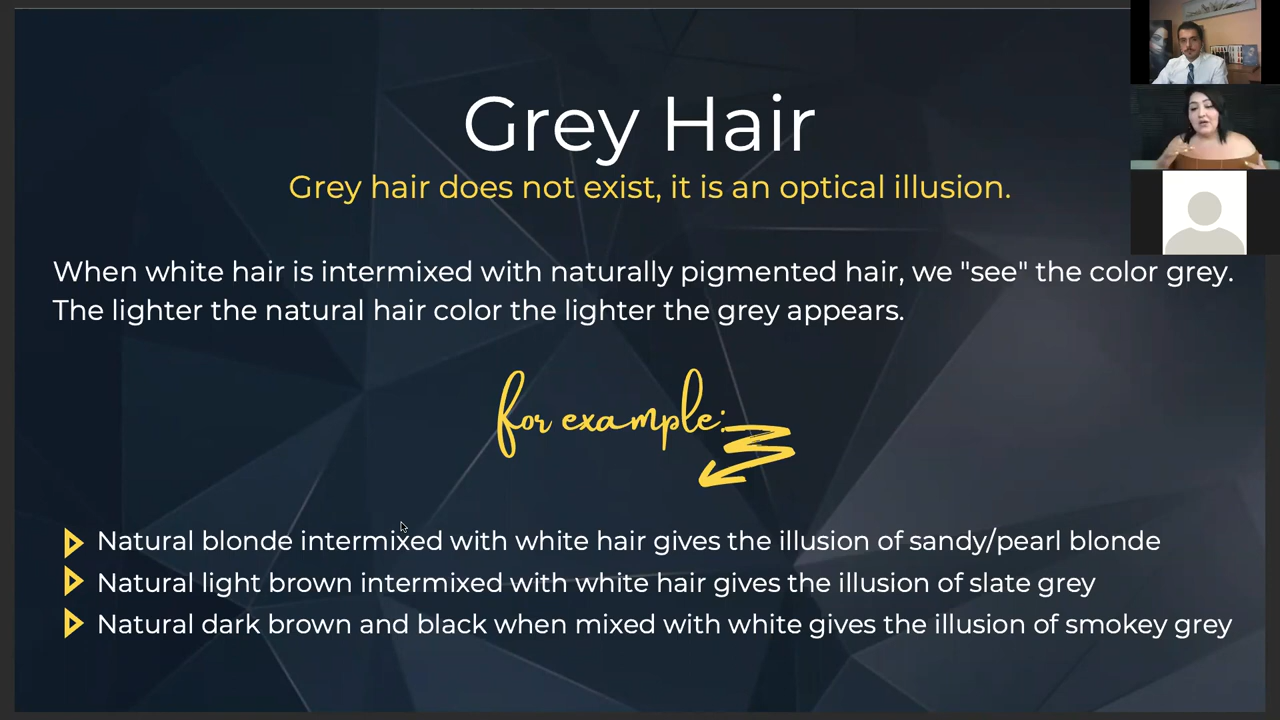 Grey Hair
Grey hair does not exist, it is an optical illusion.
When white hair is intermixed with naturally pigmented hair, we "see" the color grey.
The lighter the natural hair color the lighter the grey appears.
for example:
Natural blonde intermixed with white hair gives the illusion of sandy/pearl blonde
Natural light brown intermixed with white hair gives the illusion of slate grey
Natural dark brown and black when mixed with white gives the illusion of smokey grey